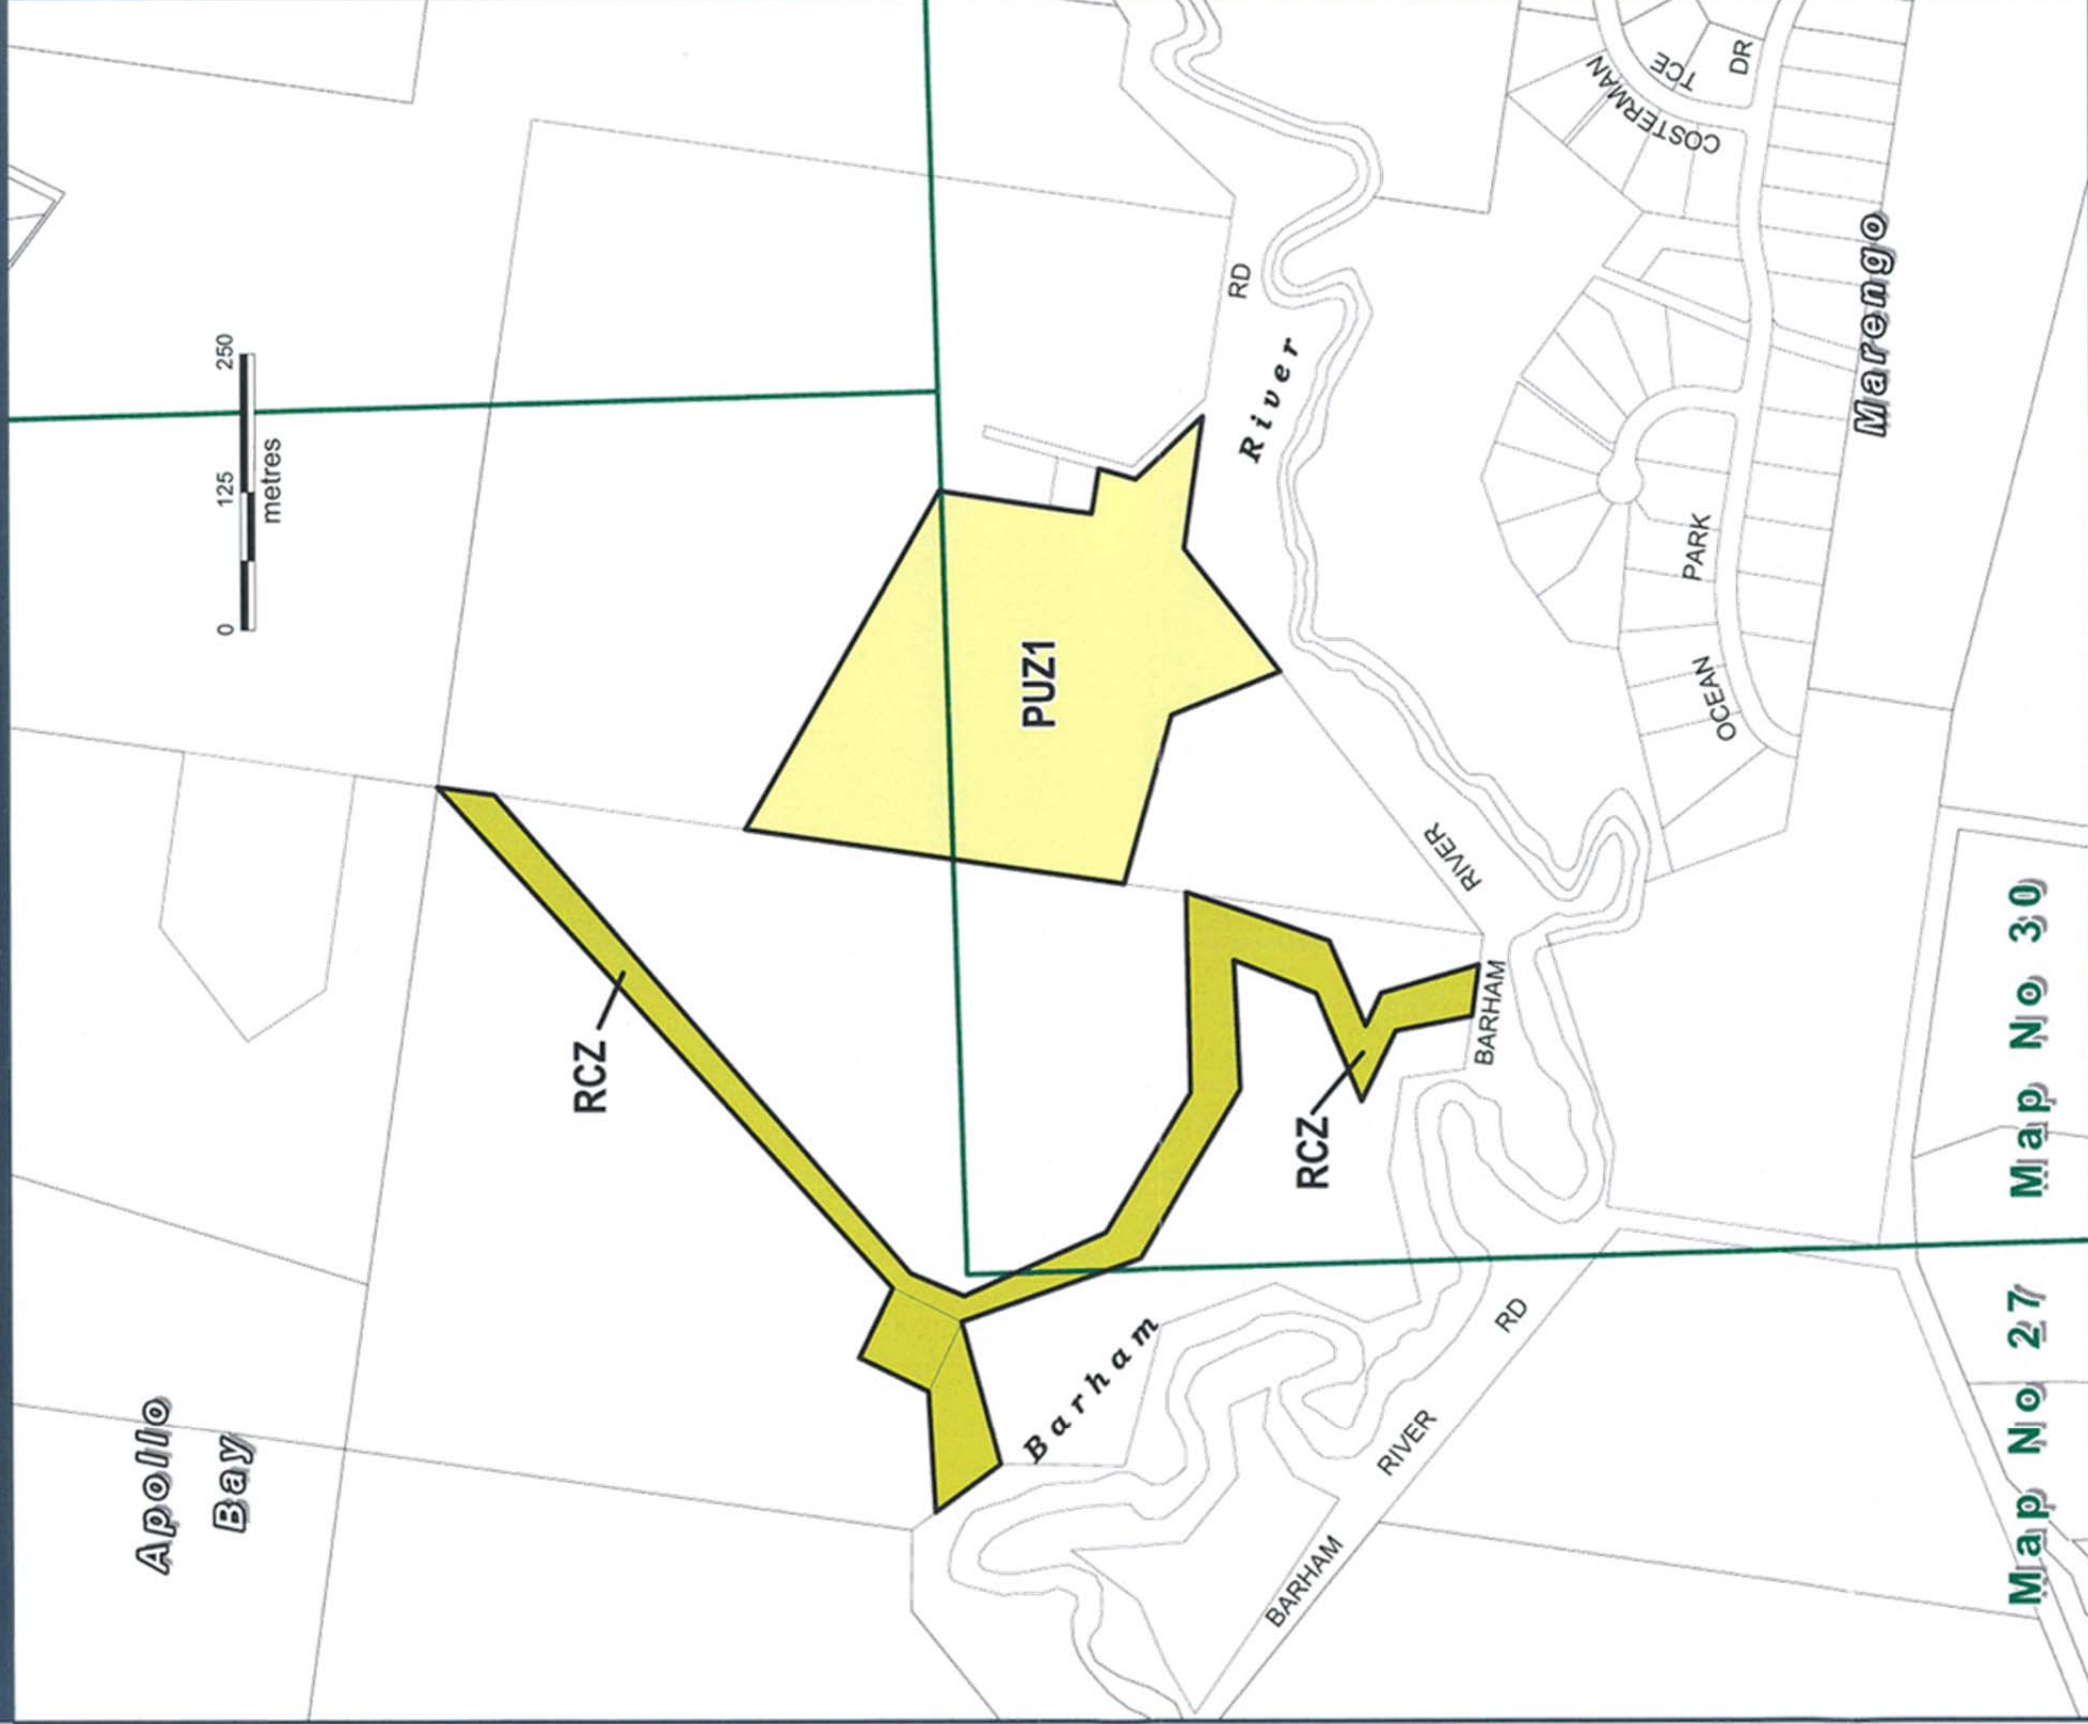 Apollo
Bay
0 125 250
metres
RCZ
PUZ1
RCZ
Barham
River
RD
BARHAM
RIVER
BARHAM
RIVER
RD
OCEAN
PARK
DR
COSTERMAN
TCE
Marengo
Map No 27
Map No 30